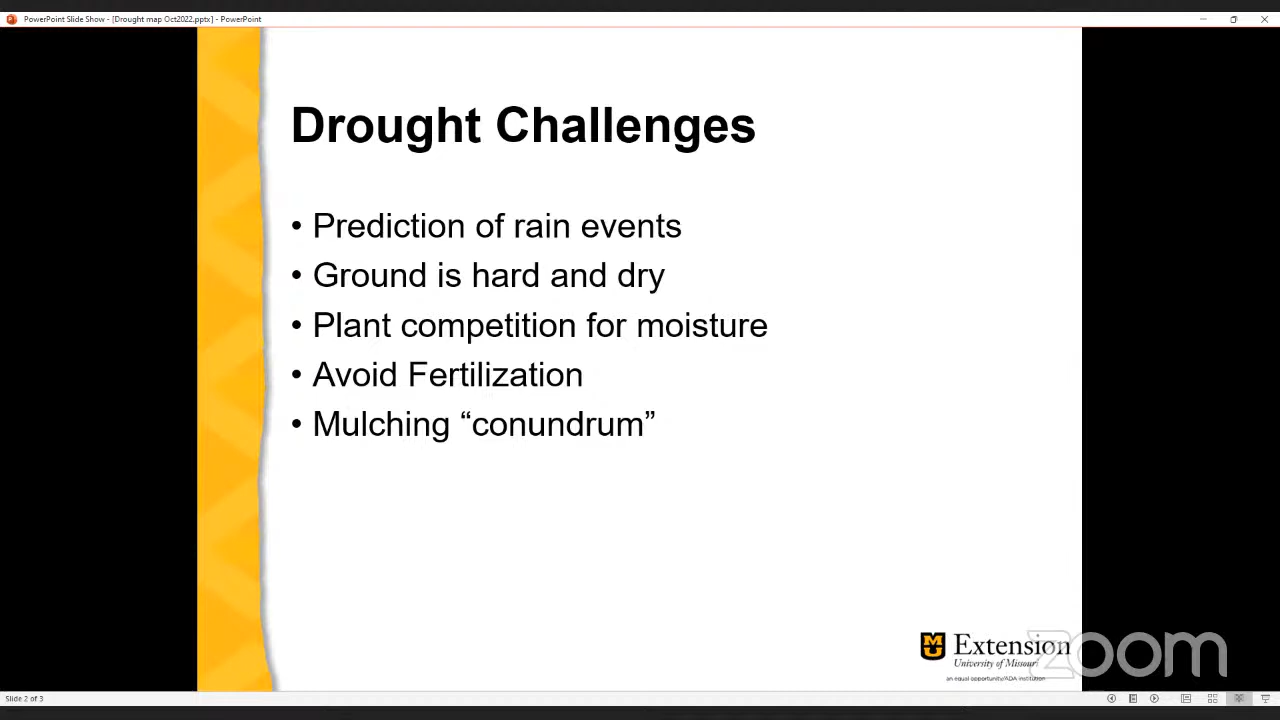 PowerPoint Slide Show - [Drought map Oct2022.pptx] - PowerPoint
Drought Challenges
• Prediction of rain events
• Ground is hard and dry
• Plant competition for moisture
• Avoid Fertilization
• Mulching “conundrum”
MU Extension
University of Missouri
an equal opportunity/ADA institution
zoom
Slide 2 of 3